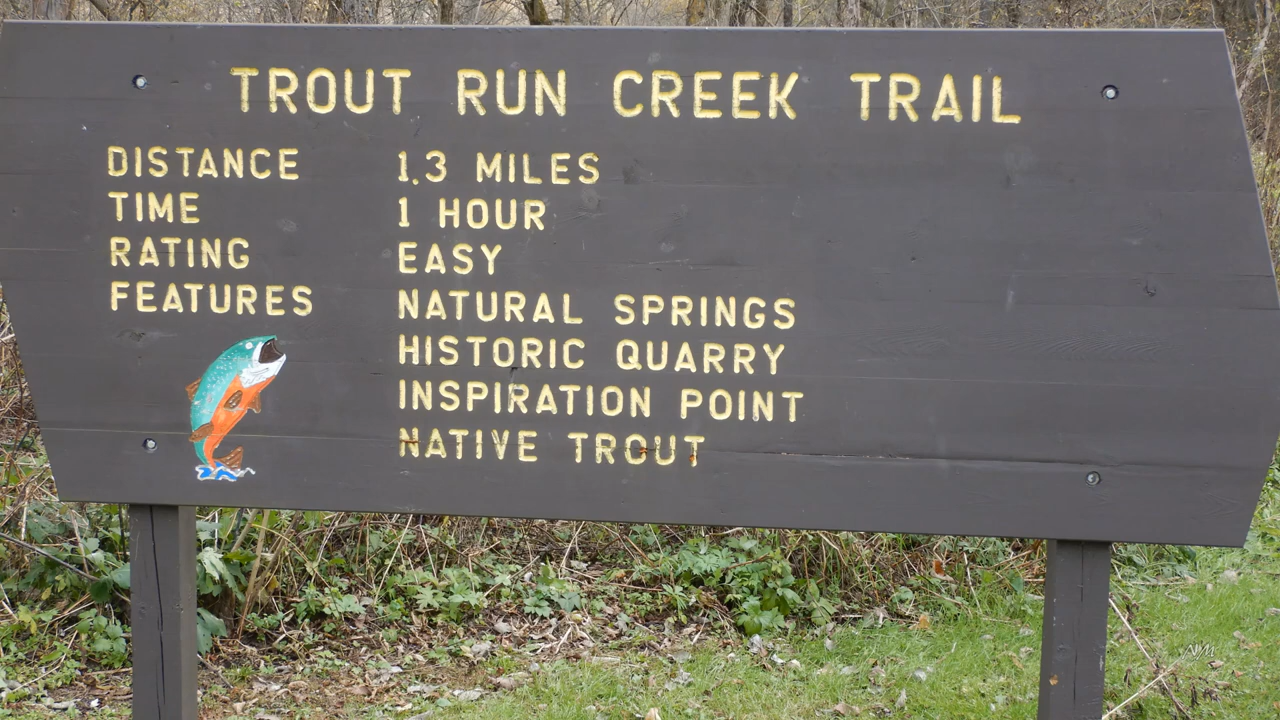 TROUT RUN CREEK TRAIL
DISTANCE 1.3 MILES
TIME 1 HOUR
RATING EASY
FEATURES NATURAL SPRINGS
HISTORIC QUARRY
INSPIRATION POINT
NATIVE TROUT